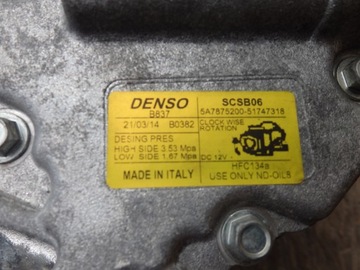 DENSO
SCSB06
B837
5A7875200-51747318
21/03/14 B0382
CLOCK WISE
ROTATION
DESING PRES.
HIGH SIDE 3.53 Mpa
LOW SIDE 1.67 Mpa
DC 12V
HFC134a
MADE IN ITALY
USE ONLY ND-OIL8